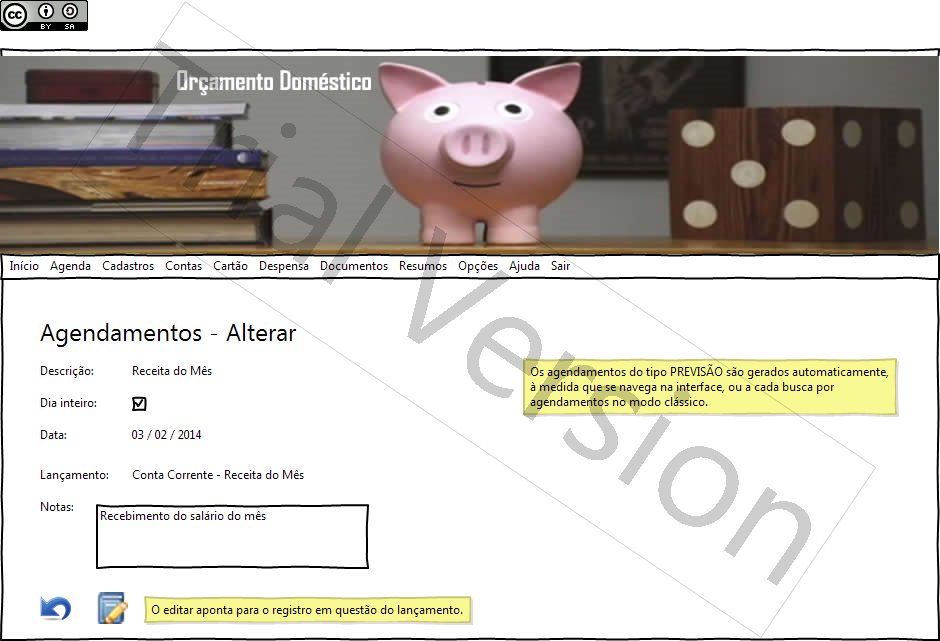 cc BY SA
Orçamento Doméstico
Início Agenda Cadastros Contas Cartão Despensa Documentos Resumos Opções Ajuda Sair
Agendamentos - Alterar
Descrição: Receita do Mês
Os agendamentos do tipo PREVISÃO são gerados automaticamente,
à medida que se navega na interface, ou a cada busca por
agendamentos no modo clássico.
Dia inteiro:
Data: 03 / 02 / 2014
Lançamento: Conta Corrente - Receita do Mês
Notas:
Recebimento do salário do mês
O editar aponta para o registro em questão do lançamento.
Trial Version